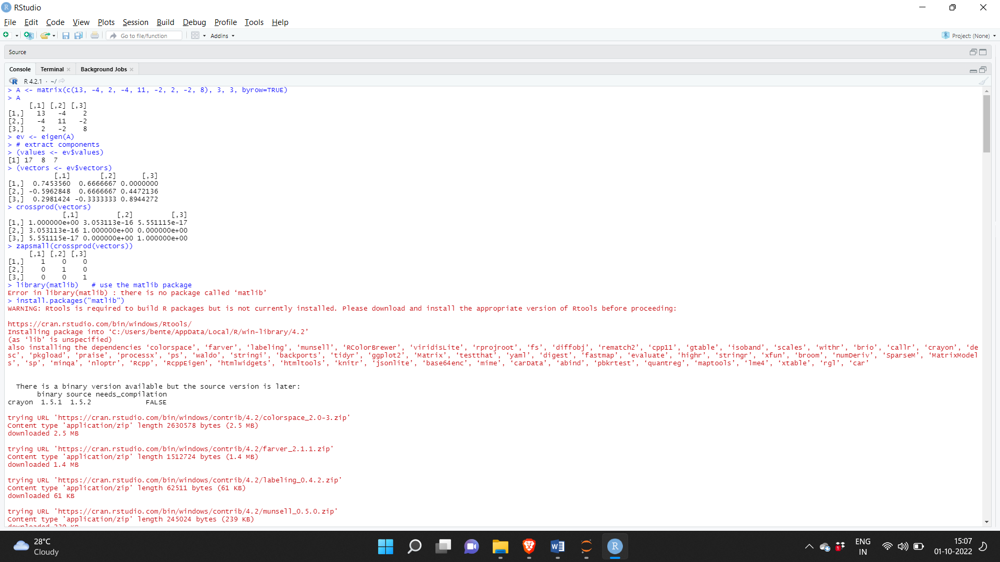 RStudio
File Edit Code View Plots Session Build Debug Profile Tools Help
Go to file/function Addins Project: (None)
Source
Console Terminal Background Jobs
R 4.2.1 · ~/
> A <- matrix(c(13, -4, 2, -4, 11, -2, 2, -2, 8), 3, 3, byrow=TRUE)
> A
     [,1] [,2] [,3]
[1,]   13   -4    2
[2,]   -4   11   -2
[3,]    2   -2    8
> ev <- eigen(A)
> # extract components
> (values <- ev$values)
[1] 17  8  7
> (vectors <- ev$vectors)
           [,1]       [,2]      [,3]
[1,]  0.7453560  0.6666667 0.0000000
[2,] -0.5962848  0.6666667 0.4472136
[3,]  0.2981424 -0.3333333 0.8944272
> crossprod(vectors)
             [,1]         [,2]         [,3]
[1,] 1.000000e+00 3.053113e-16 5.551115e-17
[2,] 3.053113e-16 1.000000e+00 0.000000e+00
[3,] 5.551115e-17 0.000000e+00 1.000000e+00
> zapsmall(crossprod(vectors))
     [,1] [,2] [,3]
[1,]    1    0    0
[2,]    0    1    0
[3,]    0    0    1
> library(matlib)   # use the matlib package
Error in library(matlib) : there is no package called ‘matlib’
> install.packages("matlib")
WARNING: Rtools is required to build R packages but is not currently installed. Please download and install the appropriate version of Rtools before proceeding:
https://cran.rstudio.com/bin/windows/Rtools/
Installing package into ‘C:/Users/bente/AppData/Local/R/win-library/4.2’
(as ‘lib’ is unspecified)
also installing the dependencies ‘colorspace’, ‘farver’, ‘labeling’, ‘munsell’, ‘RColorBrewer’, ‘viridisLite’, ‘rprojroot’, ‘fs’, ‘diffobj’, ‘rematch2’, ‘cpp11’, ‘gtable’, ‘isoband’, ‘scales’, ‘withr’, ‘brio’, ‘callr’, ‘crayon’, ‘de
sc’, ‘pkgload’, ‘praise’, ‘processx’, ‘ps’, ‘waldo’, ‘stringi’, ‘backports’, ‘tidyr’, ‘ggplot2’, ‘Matrix’, ‘testthat’, ‘yaml’, ‘digest’, ‘fastmap’, ‘evaluate’, ‘highr’, ‘stringr’, ‘xfun’, ‘broom’, ‘numDeriv’, ‘SparseM’, ‘MatrixModel
s’, ‘sp’, ‘minqa’, ‘nloptr’, ‘Rcpp’, ‘RcppEigen’, ‘htmlwidgets’, ‘htmltools’, ‘knitr’, ‘jsonlite’, ‘base64enc’, ‘mime’, ‘carData’, ‘abind’, ‘pbkrtest’, ‘quantreg’, ‘maptools’, ‘lme4’, ‘xtable’, ‘rgl’, ‘car’
  There is a binary version available but the source version is later:
       binary source needs_compilation
crayon  1.5.1  1.5.2             FALSE
trying URL 'https://cran.rstudio.com/bin/windows/contrib/4.2/colorspace_2.0-3.zip'
Content type 'application/zip' length 2630578 bytes (2.5 MB)
downloaded 2.5 MB
trying URL 'https://cran.rstudio.com/bin/windows/contrib/4.2/farver_2.1.1.zip'
Content type 'application/zip' length 1512724 bytes (1.4 MB)
downloaded 1.4 MB
trying URL 'https://cran.rstudio.com/bin/windows/contrib/4.2/labeling_0.4.2.zip'
Content type 'application/zip' length 62511 bytes (61 KB)
downloaded 61 KB
trying URL 'https://cran.rstudio.com/bin/windows/contrib/4.2/munsell_0.5.0.zip'
Content type 'application/zip' length 245024 bytes (239 KB)
downloaded 239 KB
28°C
Cloudy
ENG
IN
15:07
01-10-2022